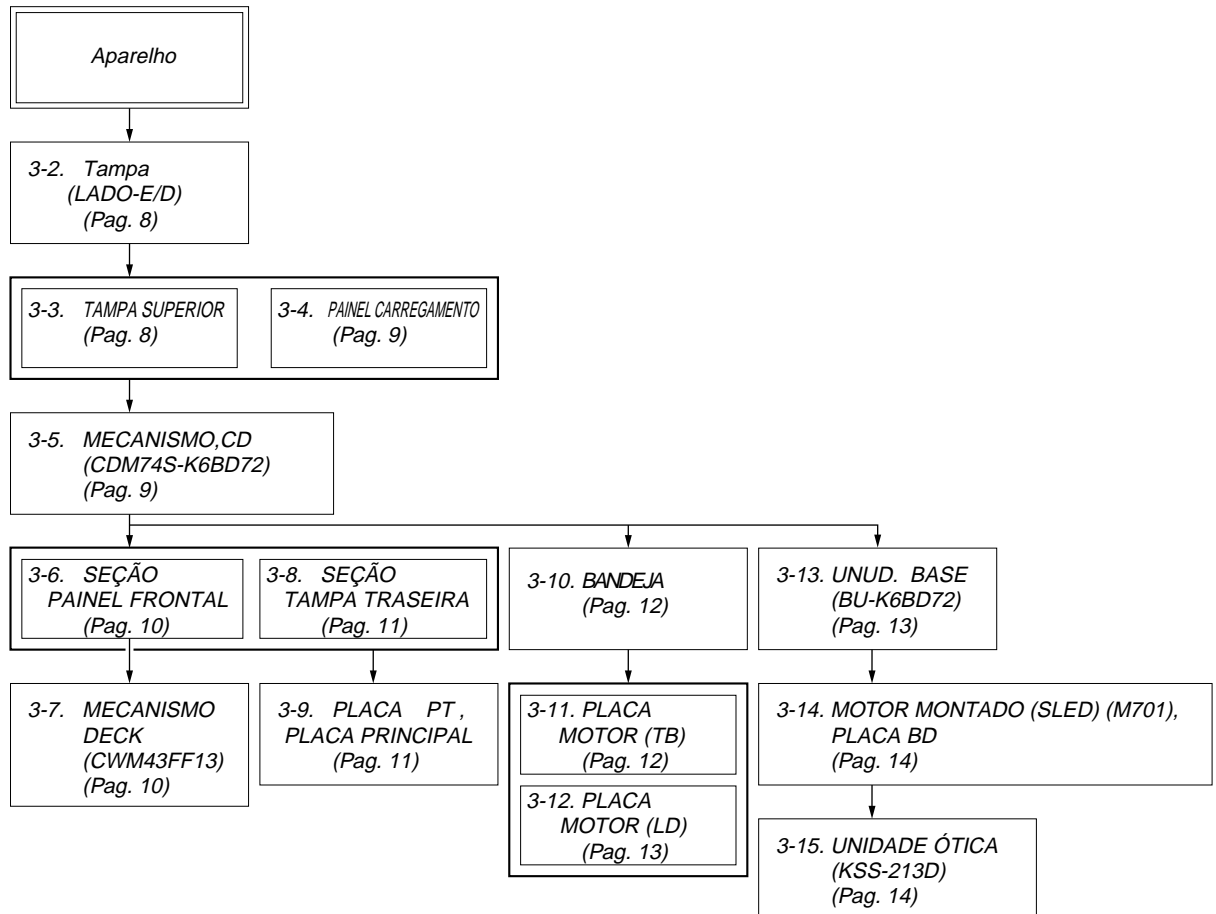 Aparelho
3-2. Tampa
(LADO-E/D)
(Pag. 8)
3-3. TAMPA SUPERIOR
(Pag. 8)
3-4. PAINEL CARREGAMENTO
(Pag. 9)
3-5. MECANISMO,CD
(CDM74S-K6BD72)
(Pag. 9)
3-6. SEÇÃO
PAINEL FRONTAL
(Pag. 10)
3-8. SEÇÃO
TAMPA TRASEIRA
(Pag. 11)
3-10. BANDEJA
(Pag. 12)
3-13. UNUD. BASE
(BU-K6BD72)
(Pag. 13)
3-7. MECANISMO
DECK
(CWM43FF13)
(Pag. 10)
3-9. PLACA PT ,
PLACA PRINCIPAL
(Pag. 11)
3-11. PLACA
MOTOR (TB)
(Pag. 12)
3-12. PLACA
MOTOR (LD)
(Pag. 13)
3-14. MOTOR MONTADO (SLED) (M701),
PLACA BD
(Pag. 14)
3-15. UNIDADE ÓTICA
(KSS-213D)
(Pag. 14)